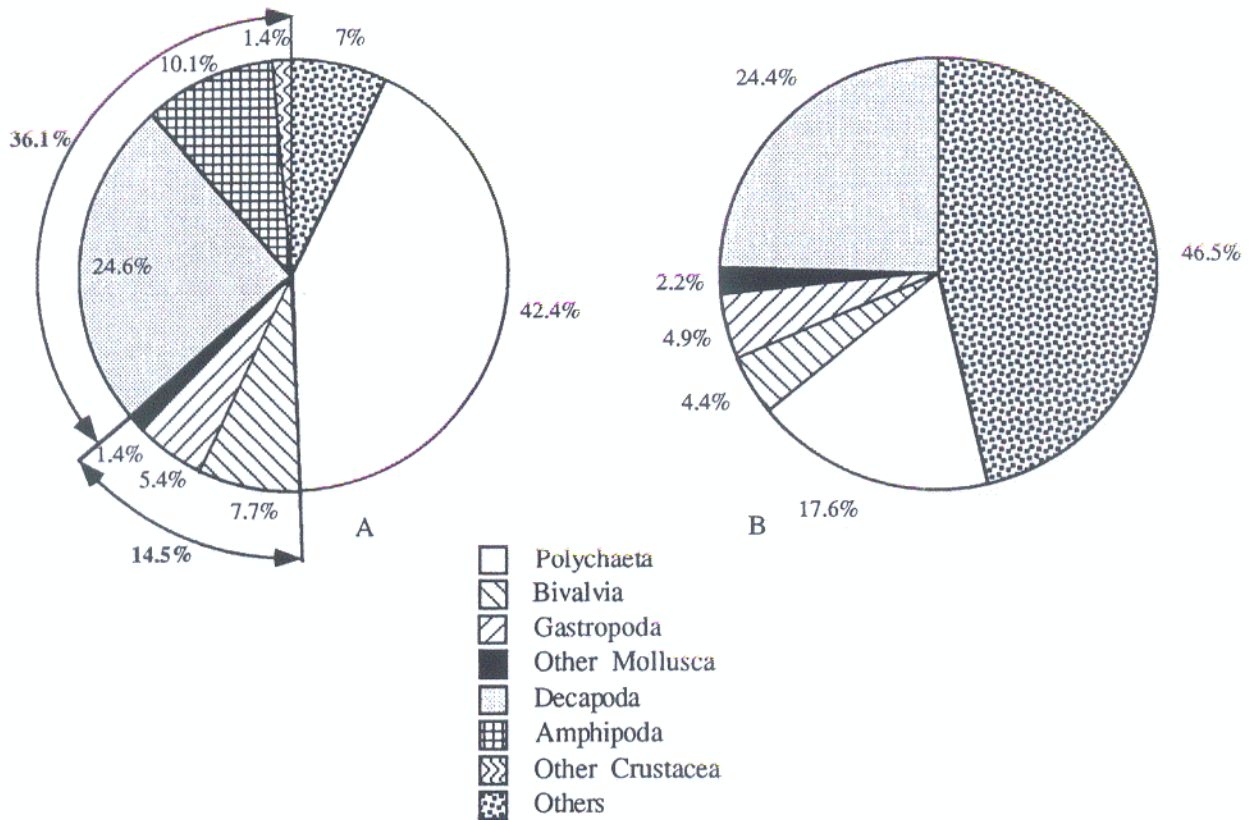 1.4%
7%
10.1%
36.1%
24.6%
42.4%
1.4%
5.4%
7.7%
14.5%
A
24.4%
46.5%
2.2%
4.9%
4.4%
17.6%
B
Polychaeta
Bivalvia
Gastropoda
Other Mollusca
Decapoda
Amphipoda
Other Crustacea
Others